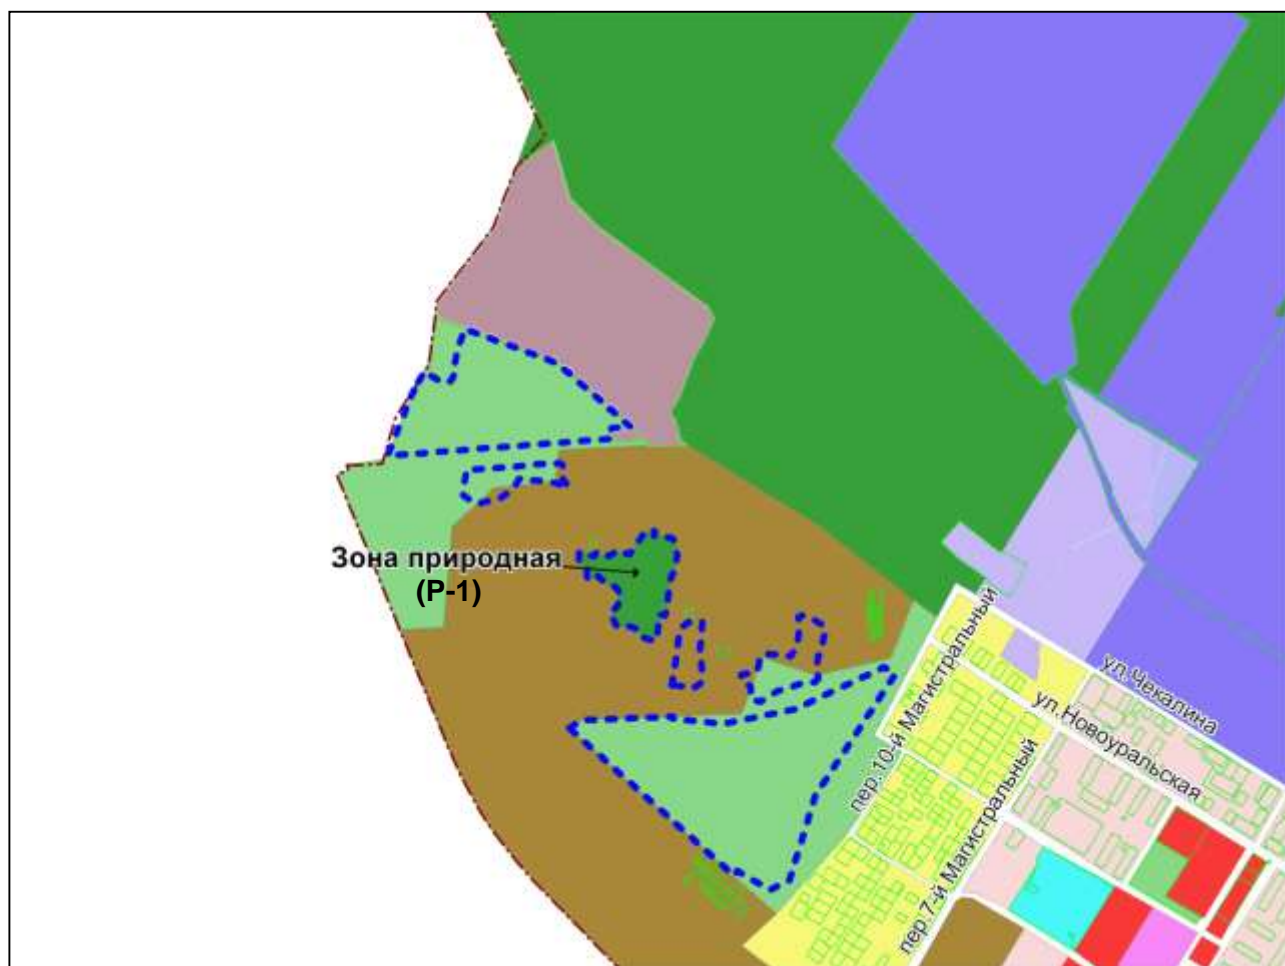 Зона природная
(Р-1)
пер.10-й Магистральный
ул.Чекалина
ул.Новоуральская
пер.7-й Магистральный